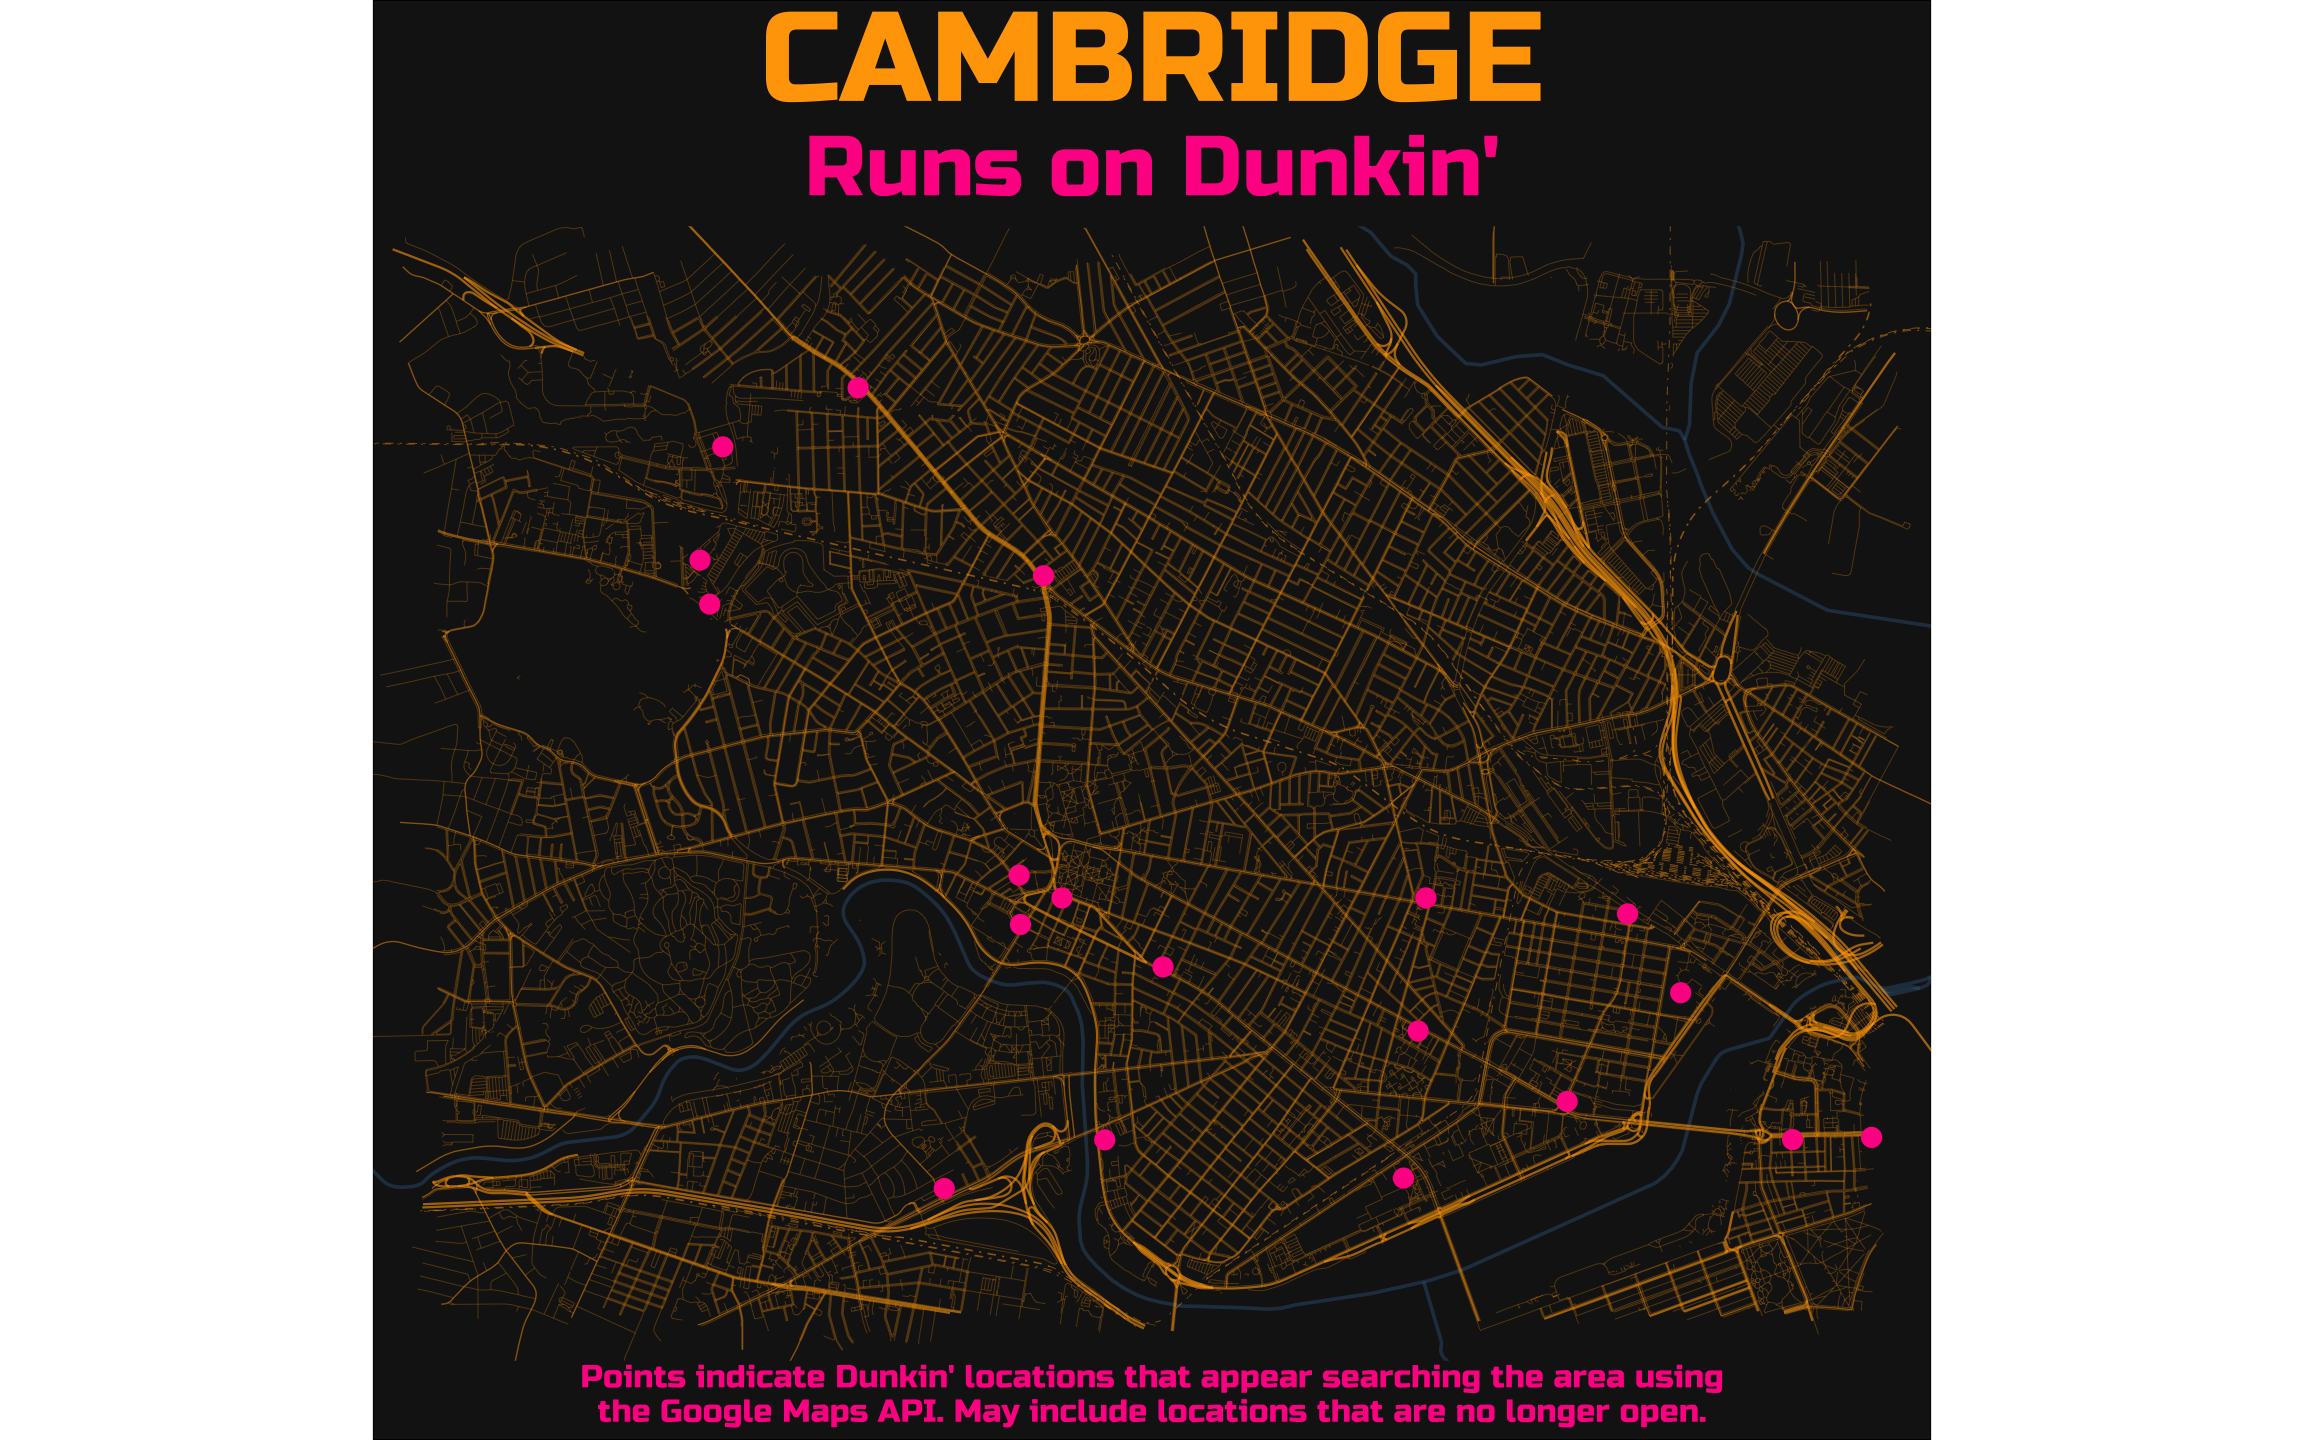 CAMBRIDGE
Runs on Dunkin'
Points indicate Dunkin' locations that appear searching the area using
the Google Maps API. May include locations that are no longer open.